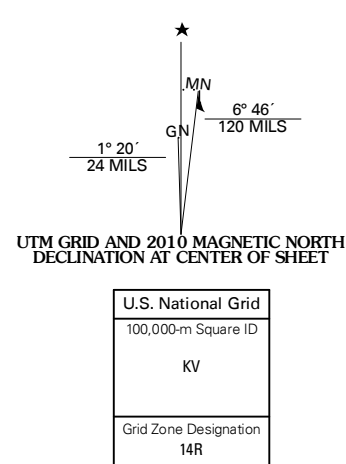 ★
MN
6° 46´
120 MILS
GN
1° 20´
24 MILS
UTM GRID AND 2010 MAGNETIC NORTH
DECLINATION AT CENTER OF SHEET
U.S. National Grid
100,000-m Square ID
KV
Grid Zone Designation
14R